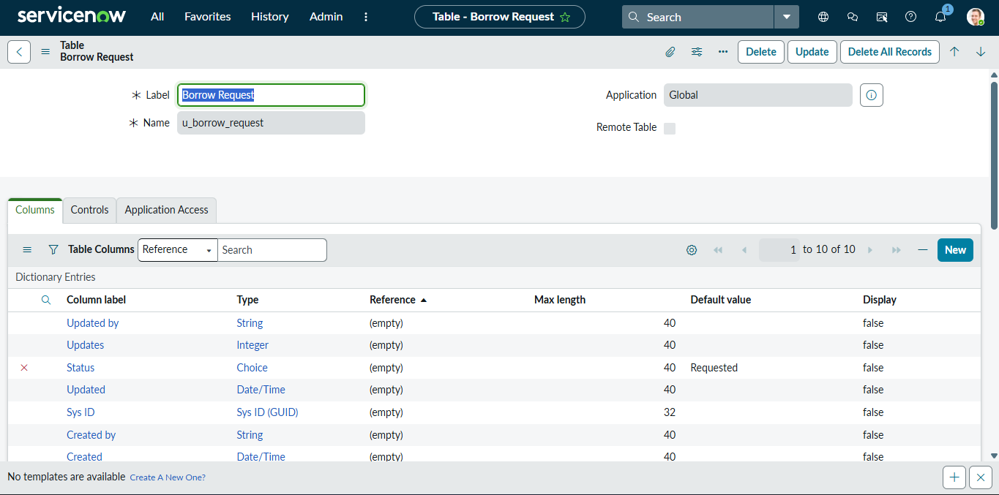 servicenow All Favorites History Admin Table - Borrow Request Search 1
Table
Borrow Request Delete Update Delete All Records
Label Borrow Request Application Global
Name u_borrow_request Remote Table
Columns Controls Application Access
Table Columns Reference Search 1 to 10 of 10 New
Dictionary Entries
Column label Type Reference Max length Default value Display
Updated by String (empty) 40 false
Updates Integer (empty) 40 false
Status Choice (empty) 40 Requested false
Updated Date/Time (empty) 40 false
Sys ID Sys ID (GUID) (empty) 32 false
Created by String (empty) 40 false
Created Date/Time (empty) 40 false
No templates are available Create A New One?